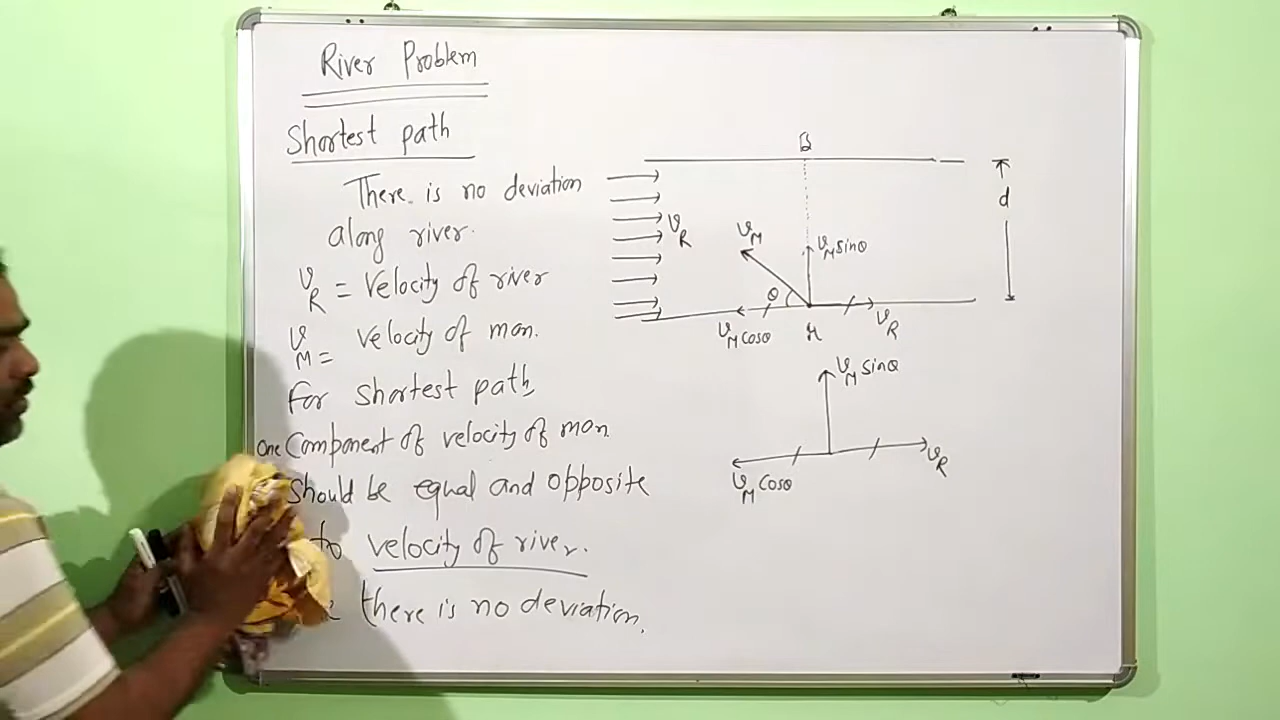 River Problem
Shortest path
There is no deviation
along river.
v_R = Velocity of river
v_M = velocity of man.
For shortest path
one Component of velocity of man
should be equal and opposite
to velocity of river.
there is no deviation.
B
d
v_R
v_M
v_M sinθ
θ
v_M cosθ
v_R
v_M sinθ
v_R
v_M cosθ